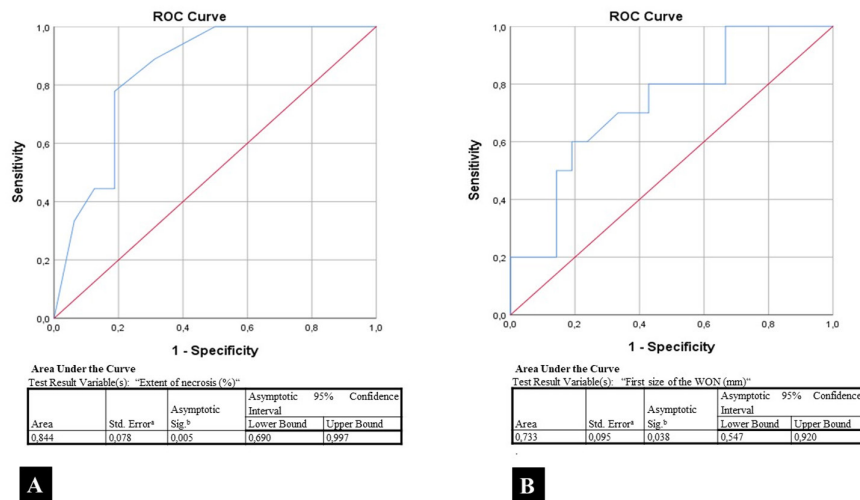 ROC Curve
1,0
0,8
0,6
0,4
0,2
0,0
Sensitivity
0,0 0,2 0,4 0,6 0,8 1,0
1 - Specificity
Area Under the Curve
Test Result Variable(s): "Extent of necrosis (%)"
Area Std. Errorᵃ Asymptotic Sig.ᵇ Asymptotic 95% Confidence Interval
Lower Bound Upper Bound
0,844 0,078 0,005 0,690 0,997
A
ROC Curve
1,0
0,8
0,6
0,4
0,2
0,0
Sensitivity
0,0 0,2 0,4 0,6 0,8 1,0
1 - Specificity
Area Under the Curve
Test Result Variable(s): "First size of the WON (mm)"
Area Std. Errorᵃ Asymptotic Sig.ᵇ Asymptotic 95% Confidence Interval
Lower Bound Upper Bound
0,733 0,095 0,038 0,547 0,920
.
B